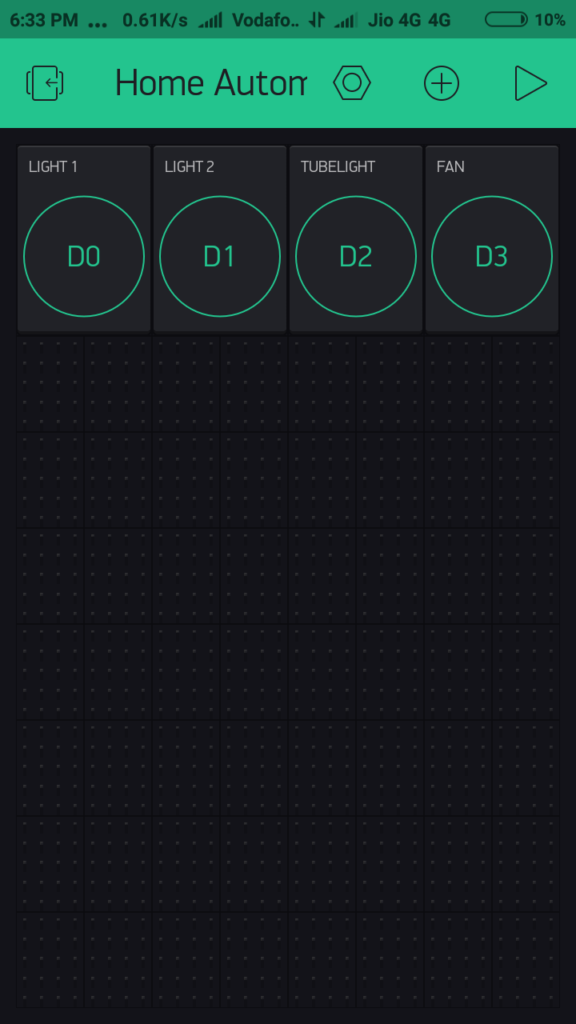 6:33 PM ... 0.61K/s Vodafo.. Jio 4G 4G 10%
Home Autom
LIGHT 1 LIGHT 2 TUBELIGHT FAN
D0 D1 D2 D3